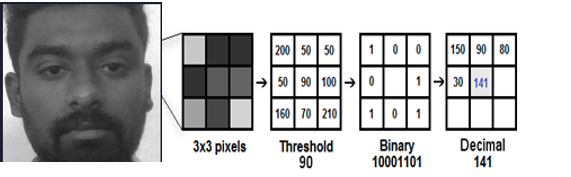 200 50 50
50 90 100
160 70 210
1 0 0
0 1
1 0 1
150 90 80
30 141
3x3 pixels
Threshold
90
Binary
10001101
Decimal
141